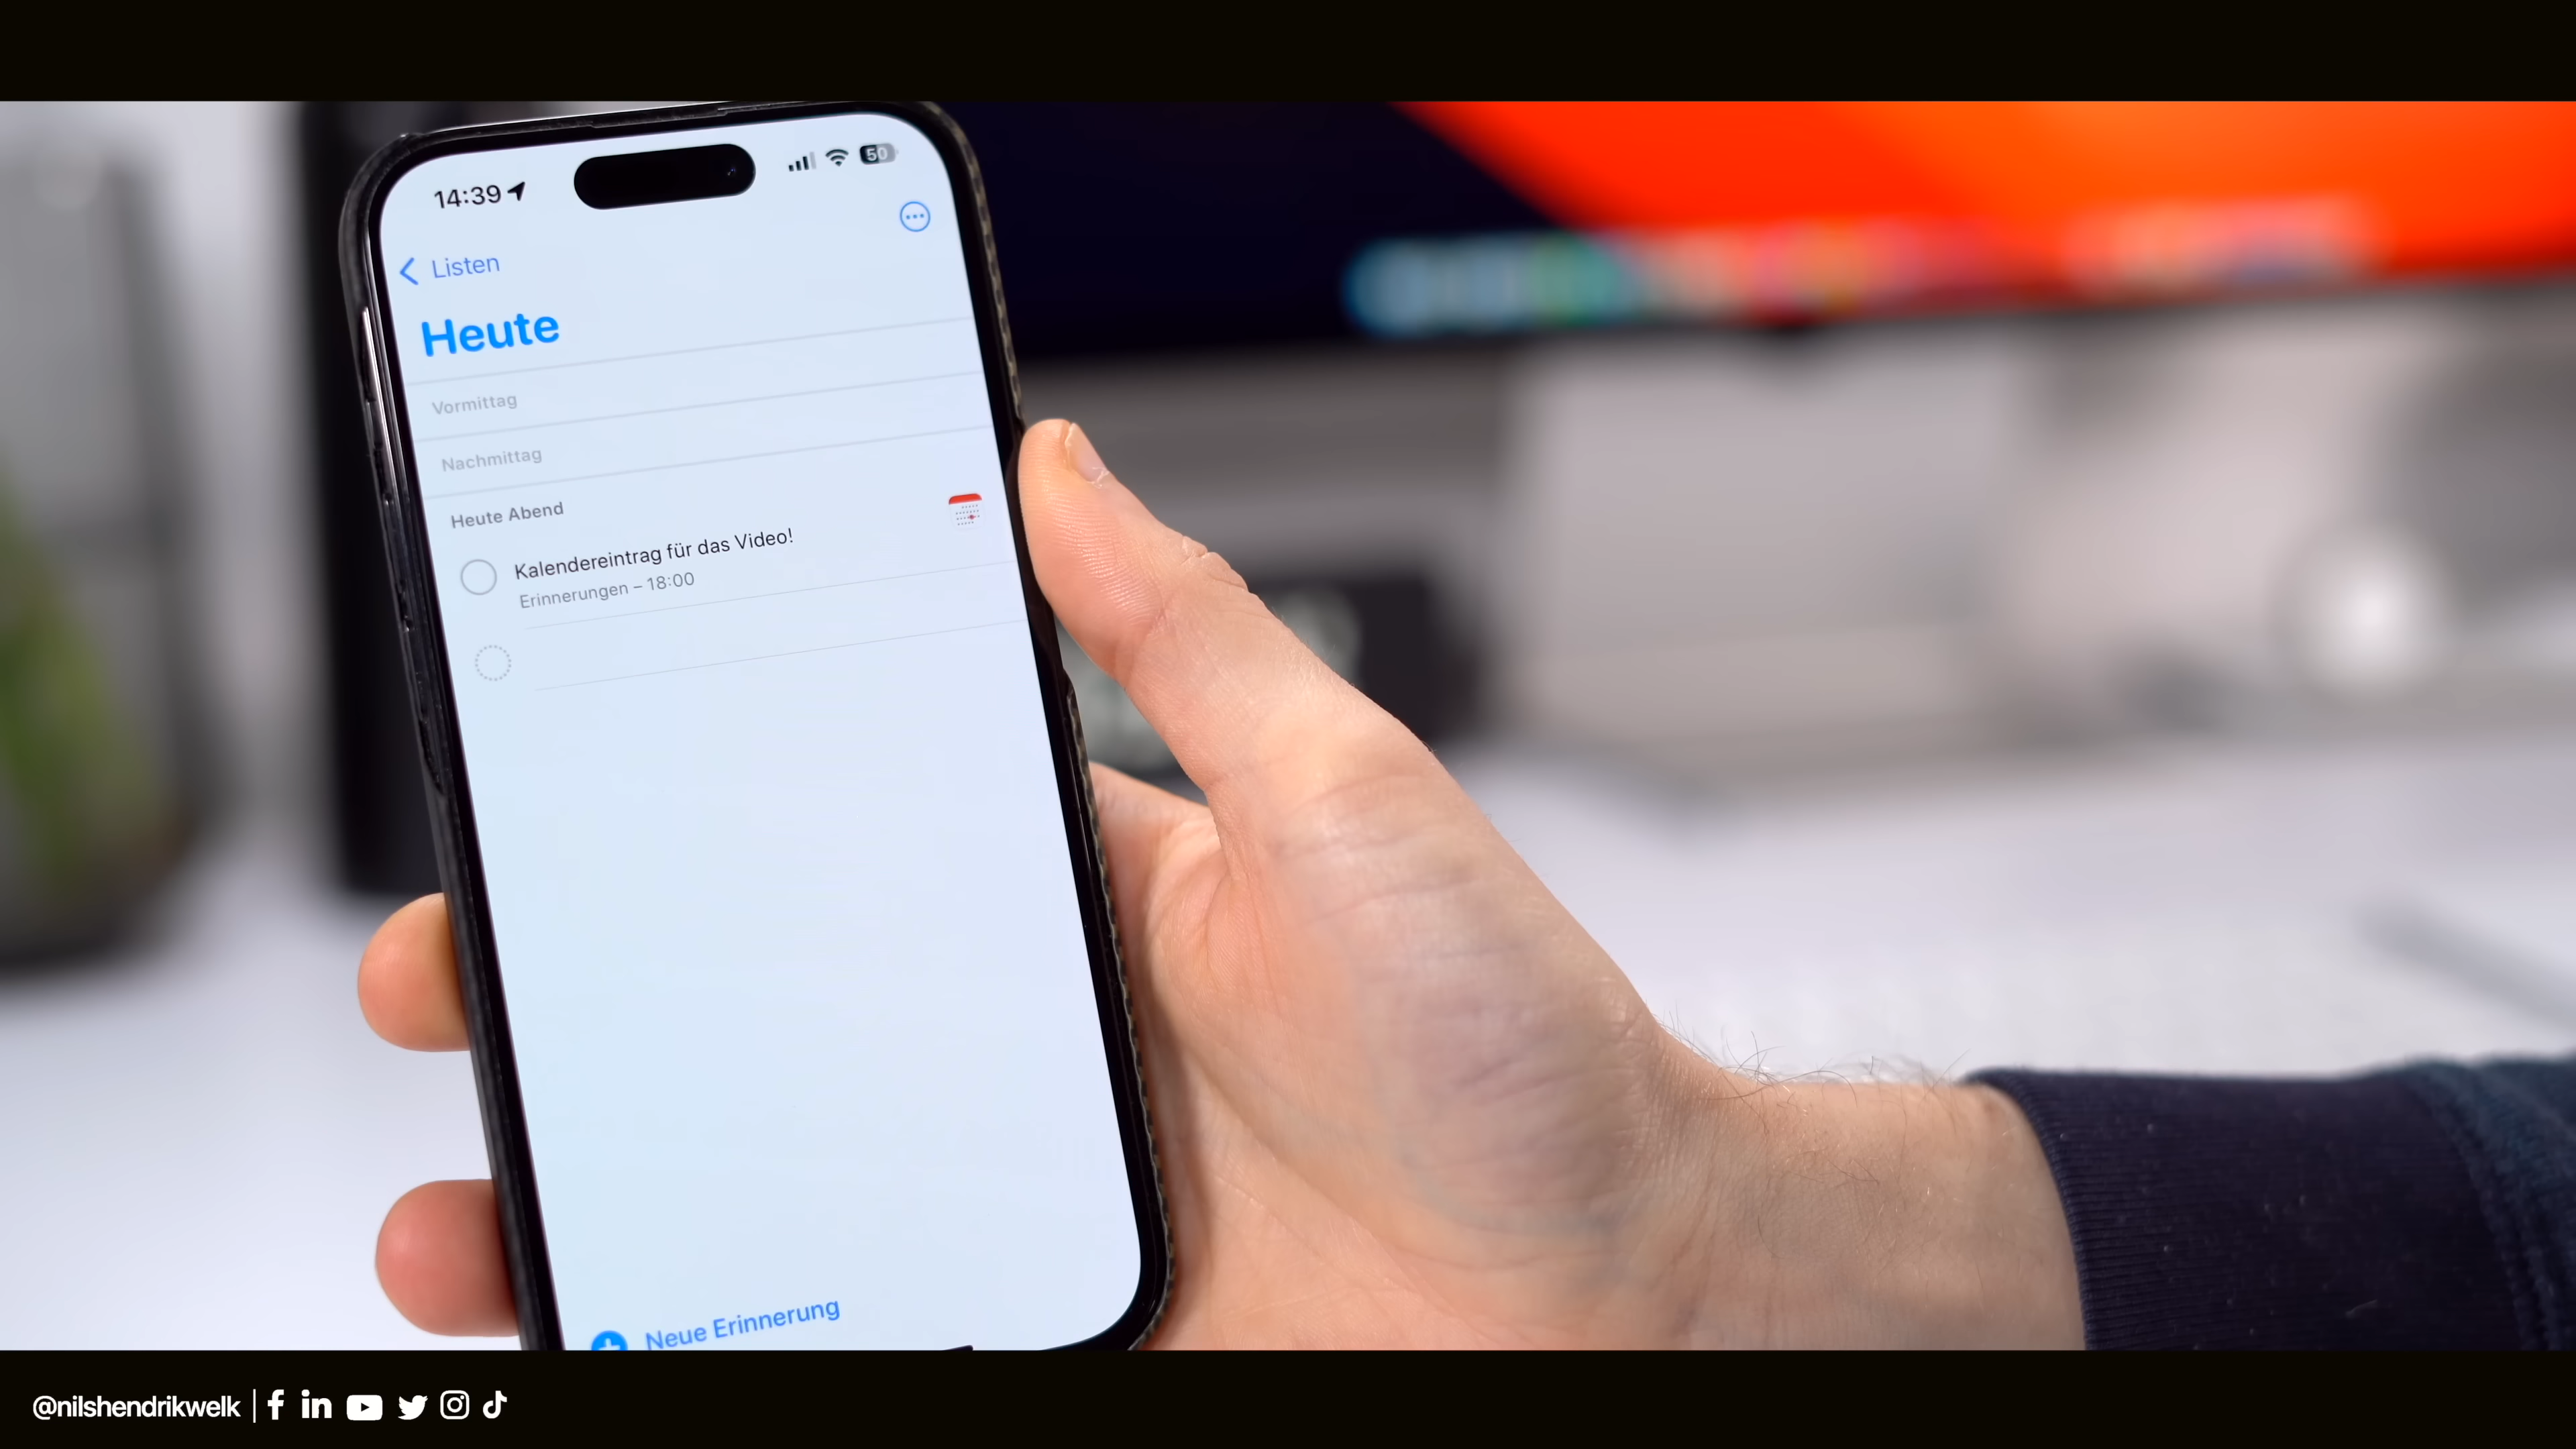 14:39
50
Listen
Heute
Vormittag
Nachmittag
Heute Abend
Kalendereintrag für das Video!
Erinnerungen – 18:00
Neue Erinnerung
@nilshendrikwelk